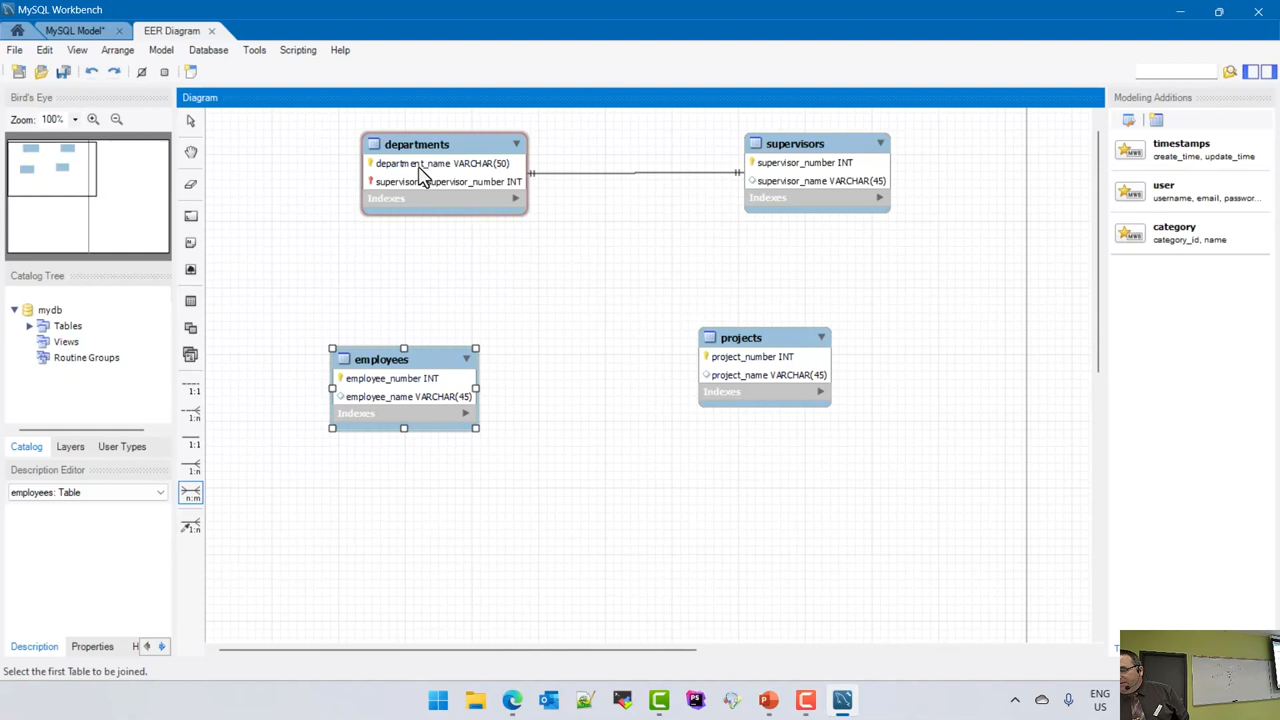 MySQL Workbench
MySQL Model*
EER Diagram
File Edit View Arrange Model Database Tools Scripting Help
Bird's Eye
Zoom: 100%
Catalog Tree
mydb
Tables
Views
Routine Groups
Catalog Layers User Types
Description Editor
employees: Table
Description Properties H
Select the first Table to be joined.
1:1
1:n
1:1
1:n
n:m
1:n
Diagram
departments
department_name VARCHAR(50)
supervisor supervisor_number INT
Indexes
supervisors
supervisor_number INT
supervisor_name VARCHAR(45)
Indexes
employees
employee_number INT
employee_name VARCHAR(45)
Indexes
projects
project_number INT
project_name VARCHAR(45)
Indexes
Modeling Additions
timestamps
create_time, update_time
user
username, email, passwor...
category
category_id, name
ENG
US